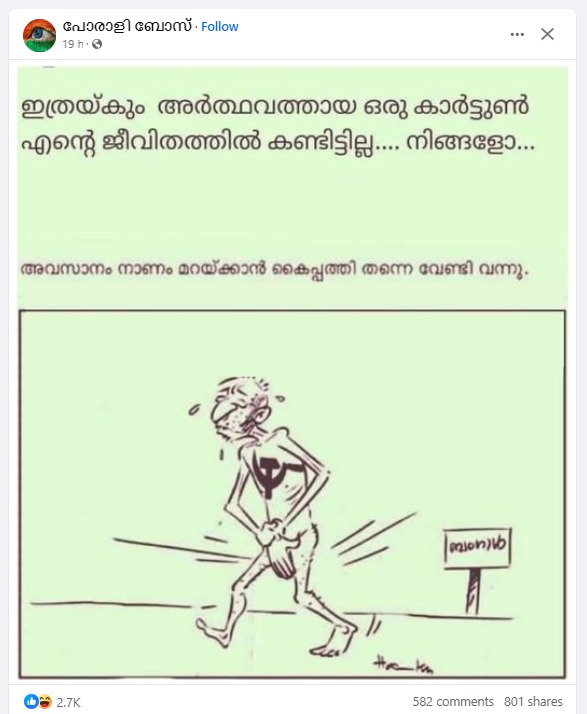 പോരാളി ബോസ് · Follow
19 h ·
ഇത്രയ്കും അർത്ഥവത്തായ ഒരു കാർട്ടുൺ
എന്റെ ജീവിതത്തിൽ കണ്ടിട്ടില്ല.... നിങ്ങളോ...
അവസാനം നാണം മറയ്ക്കാൻ കൈപ്പത്തി തന്നെ വേണ്ടി വന്നു.
ബംഗാൾ
2.7K
582 comments 801 shares